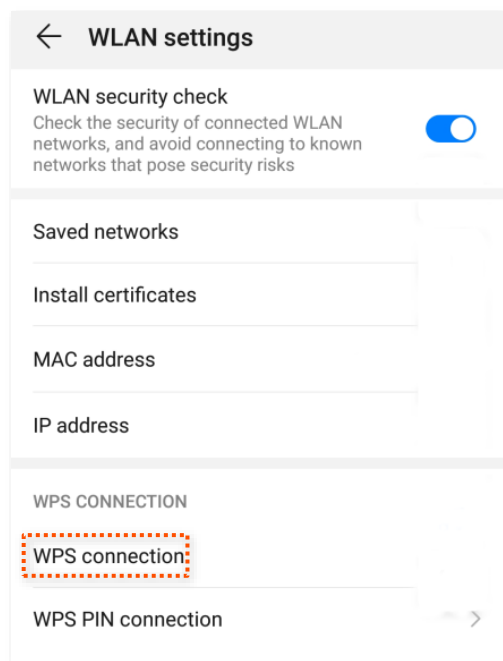 WLAN settings
WLAN security check
Check the security of connected WLAN
networks, and avoid connecting to known
networks that pose security risks
Saved networks
Install certificates
MAC address
IP address
WPS CONNECTION
WPS connection
WPS PIN connection